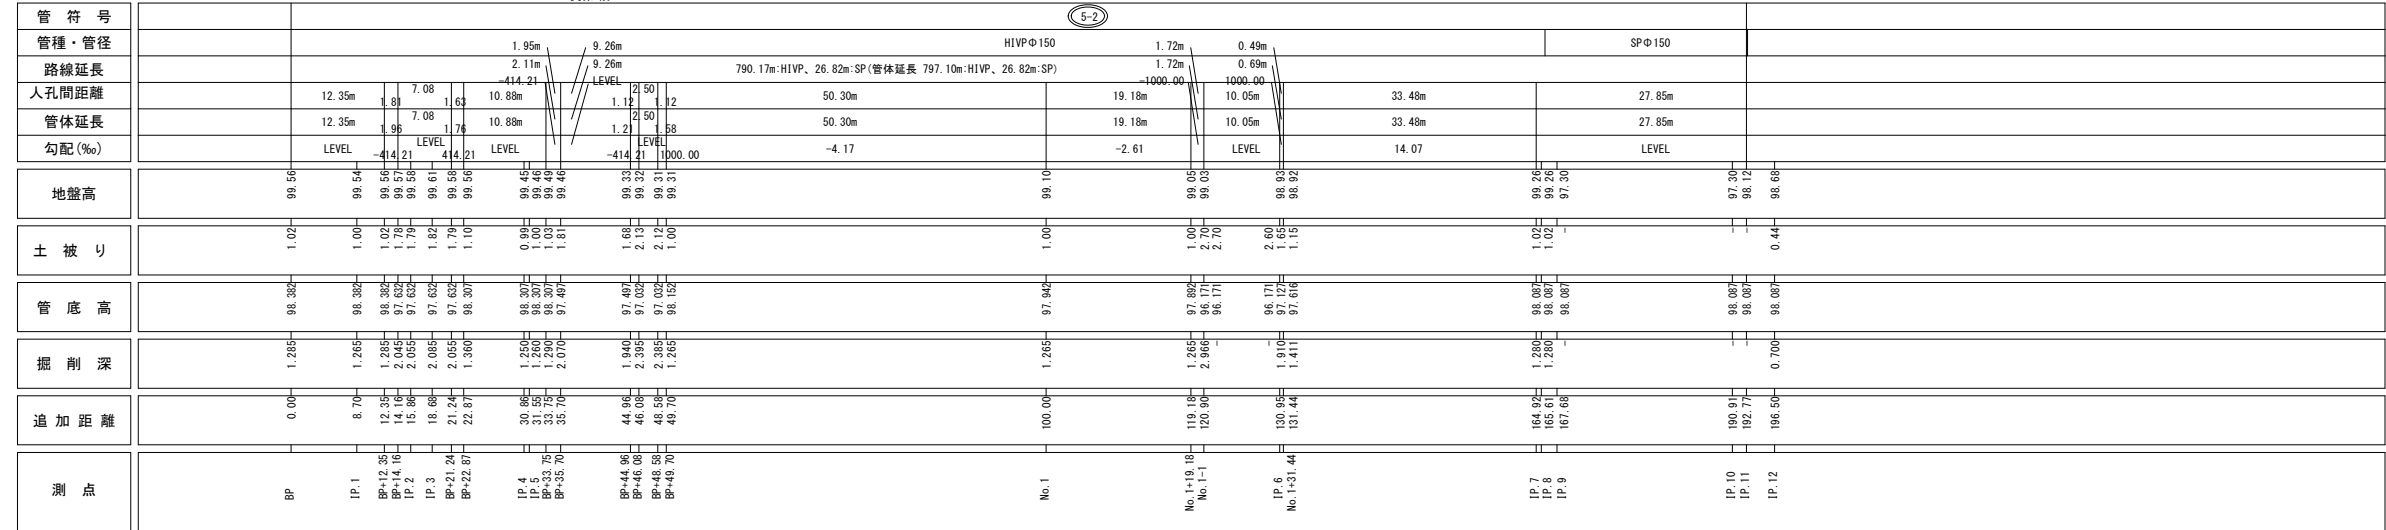 管 符 号 5-2
管種・管径 HIVPΦ150 SPΦ150
1.95m 9.26m 1.72m 0.49m
路線延長 790.17m:HIVP、26.82m:SP(管体延長 797.10m:HIVP、26.82m:SP)
2.11m 9.26m 1.72m 0.69m
-414.21 LEVEL -1000.00 1000.00
人孔間距離 12.35m 1.81 7.08 1.63 10.88m 1.12 2.50 1.12 50.30m 19.18m 10.05m 33.48m 27.85m
管体延長 12.35m 1.96 7.08 1.76 10.88m 1.21 2.50 1.58 50.30m 19.18m 10.05m 33.48m 27.85m
勾配(‰) LEVEL -414.21 LEVEL 414.21 LEVEL -414.21 LEVEL 1000.00 -4.17 -2.61 LEVEL 14.07 LEVEL
地盤高 99.56 99.54 99.56 99.57 99.58 99.61 99.58 99.56 99.45 99.46 99.49 99.46 99.33 99.32 99.31 99.31 99.10 99.05 99.03 98.93 98.92 99.26 99.26 97.30 97.30 98.12 98.68
土 被 り 1.02 1.00 1.02 1.78 1.79 1.82 1.79 1.10 0.99 1.00 1.03 1.81 1.68 2.13 2.12 1.00 1.00 1.00 2.70 2.70 2.60 1.65 1.15 1.02 1.02 - - - 0.44
管 底 高 98.382 98.382 98.382 97.632 97.632 97.632 97.632 98.307 98.307 98.307 98.307 97.497 97.497 97.032 97.032 98.152 97.942 97.892 96.171 96.171 96.171 97.127 97.616 98.087 98.087 98.087 98.087 98.087 98.087
掘 削 深 1.285 1.265 1.285 2.045 2.055 2.085 2.055 1.360 1.250 1.260 1.290 2.070 1.940 2.395 2.385 1.265 1.265 1.265 2.966 - - 1.910 1.411 1.280 1.280 - - - 0.700
追 加 距 離 0.00 8.70 12.35 14.16 15.86 18.68 21.24 22.87 30.86 31.55 33.75 35.70 44.96 46.08 48.58 49.70 100.00 119.18 120.90 130.95 131.44 164.92 165.61 167.68 190.91 192.77 196.50
測 点 BP IP.1 BP+12.35 BP+14.16 IP.2 IP.3 BP+21.24 BP+22.87 IP.4 IP.5 BP+33.75 BP+35.70 BP+44.96 BP+46.08 BP+48.58 BP+49.70 No.1 No.1+19.18 No.1-1 IP.6 No.1+31.44 IP.7 IP.8 IP.9 IP.10 IP.11 IP.12